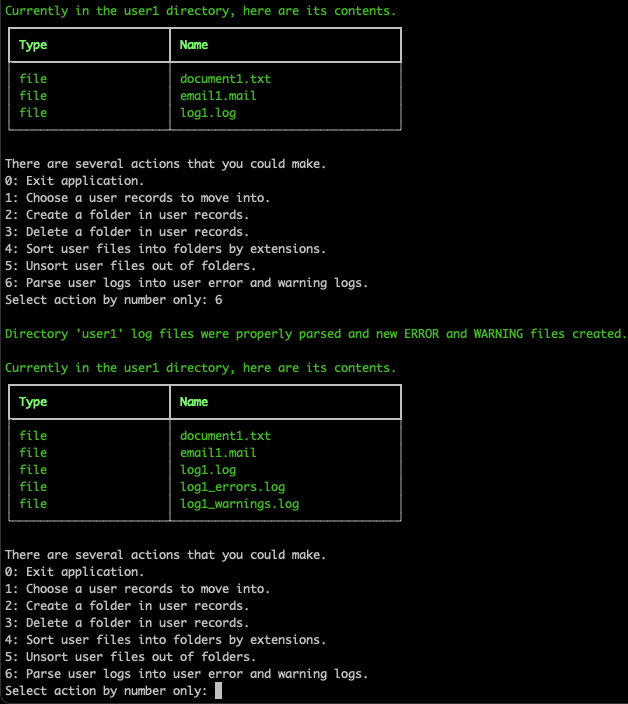 Currently in the user1 directory, here are its contents.
Type Name
file document1.txt
file email1.mail
file log1.log
There are several actions that you could make.
0: Exit application.
1: Choose a user records to move into.
2: Create a folder in user records.
3: Delete a folder in user records.
4: Sort user files into folders by extensions.
5: Unsort user files out of folders.
6: Parse user logs into user error and warning logs.
Select action by number only: 6
Directory 'user1' log files were properly parsed and new ERROR and WARNING files created.
Currently in the user1 directory, here are its contents.
Type Name
file document1.txt
file email1.mail
file log1.log
file log1_errors.log
file log1_warnings.log
There are several actions that you could make.
0: Exit application.
1: Choose a user records to move into.
2: Create a folder in user records.
3: Delete a folder in user records.
4: Sort user files into folders by extensions.
5: Unsort user files out of folders.
6: Parse user logs into user error and warning logs.
Select action by number only: